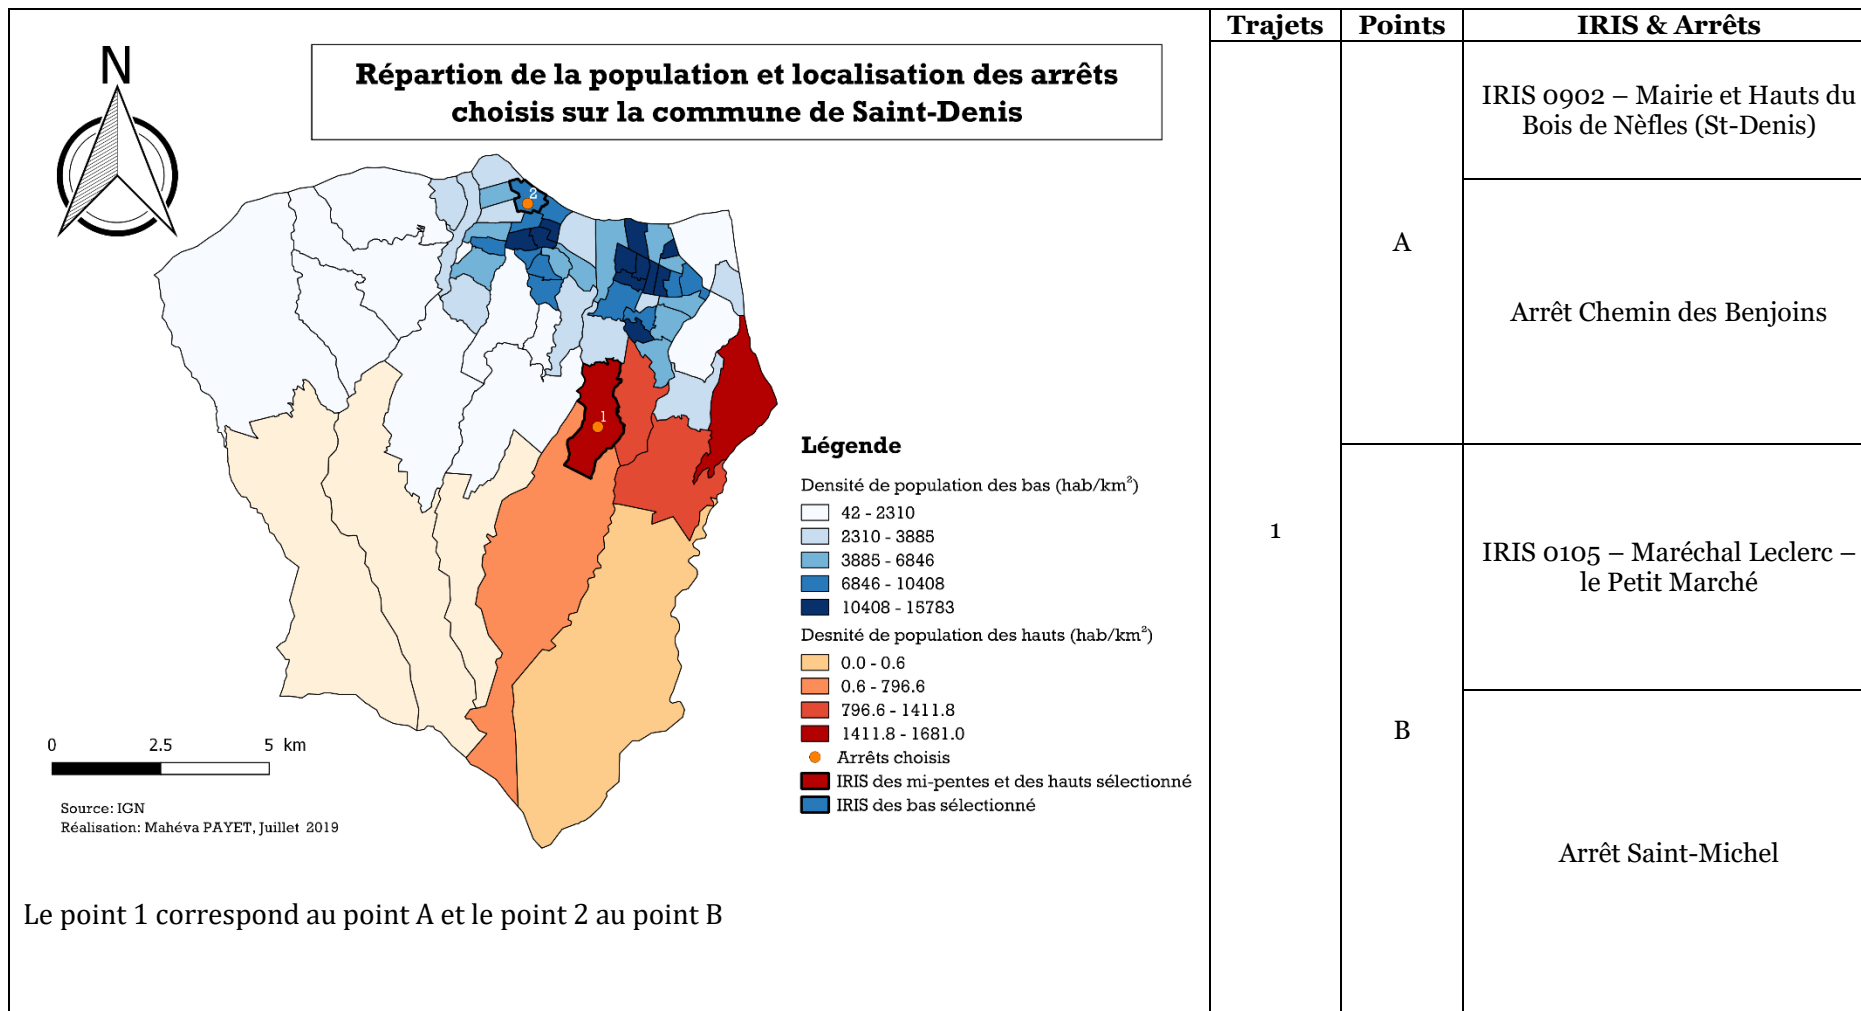 N
Répartion de la population et localisation des arrêts
choisis sur la commune de Saint-Denis
2
1
Légende
Densité de population des bas (hab/km²)
42 - 2310
2310 - 3885
3885 - 6846
6846 - 10408
10408 - 15783
Desnité de population des hauts (hab/km²)
0.0 - 0.6
0.6 - 796.6
796.6 - 1411.8
1411.8 - 1681.0
Arrêts choisis
IRIS des mi-pentes et des hauts sélectionné
IRIS des bas sélectionné
0 2.5 5 km
Source: IGN
Réalisation: Mahéva PAYET, Juillet 2019
Le point 1 correspond au point A et le point 2 au point B
Trajets Points IRIS & Arrêts
1
A
IRIS 0902 – Mairie et Hauts du
Bois de Nèfles (St-Denis)
Arrêt Chemin des Benjoins
B
IRIS 0105 – Maréchal Leclerc –
le Petit Marché
Arrêt Saint-Michel